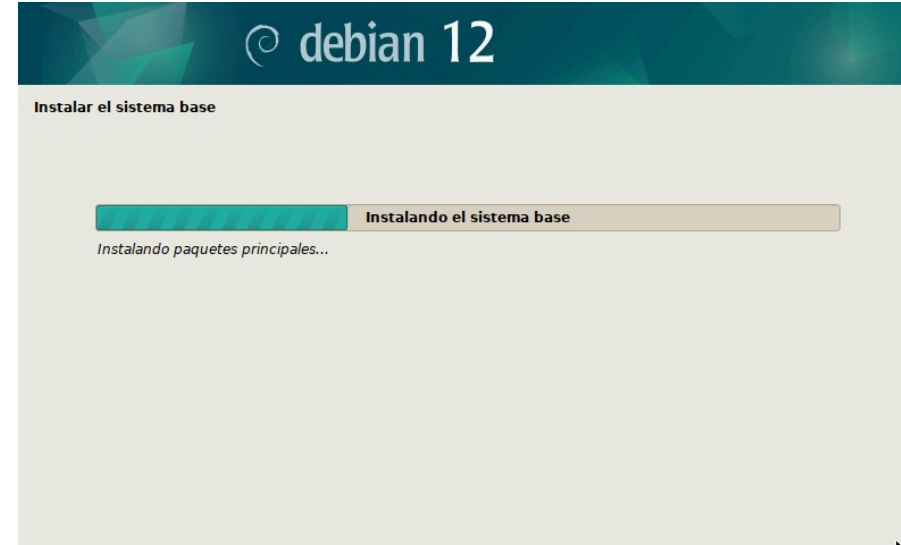 debian 12
Instalar el sistema base
Instalando el sistema base
Instalando paquetes principales...